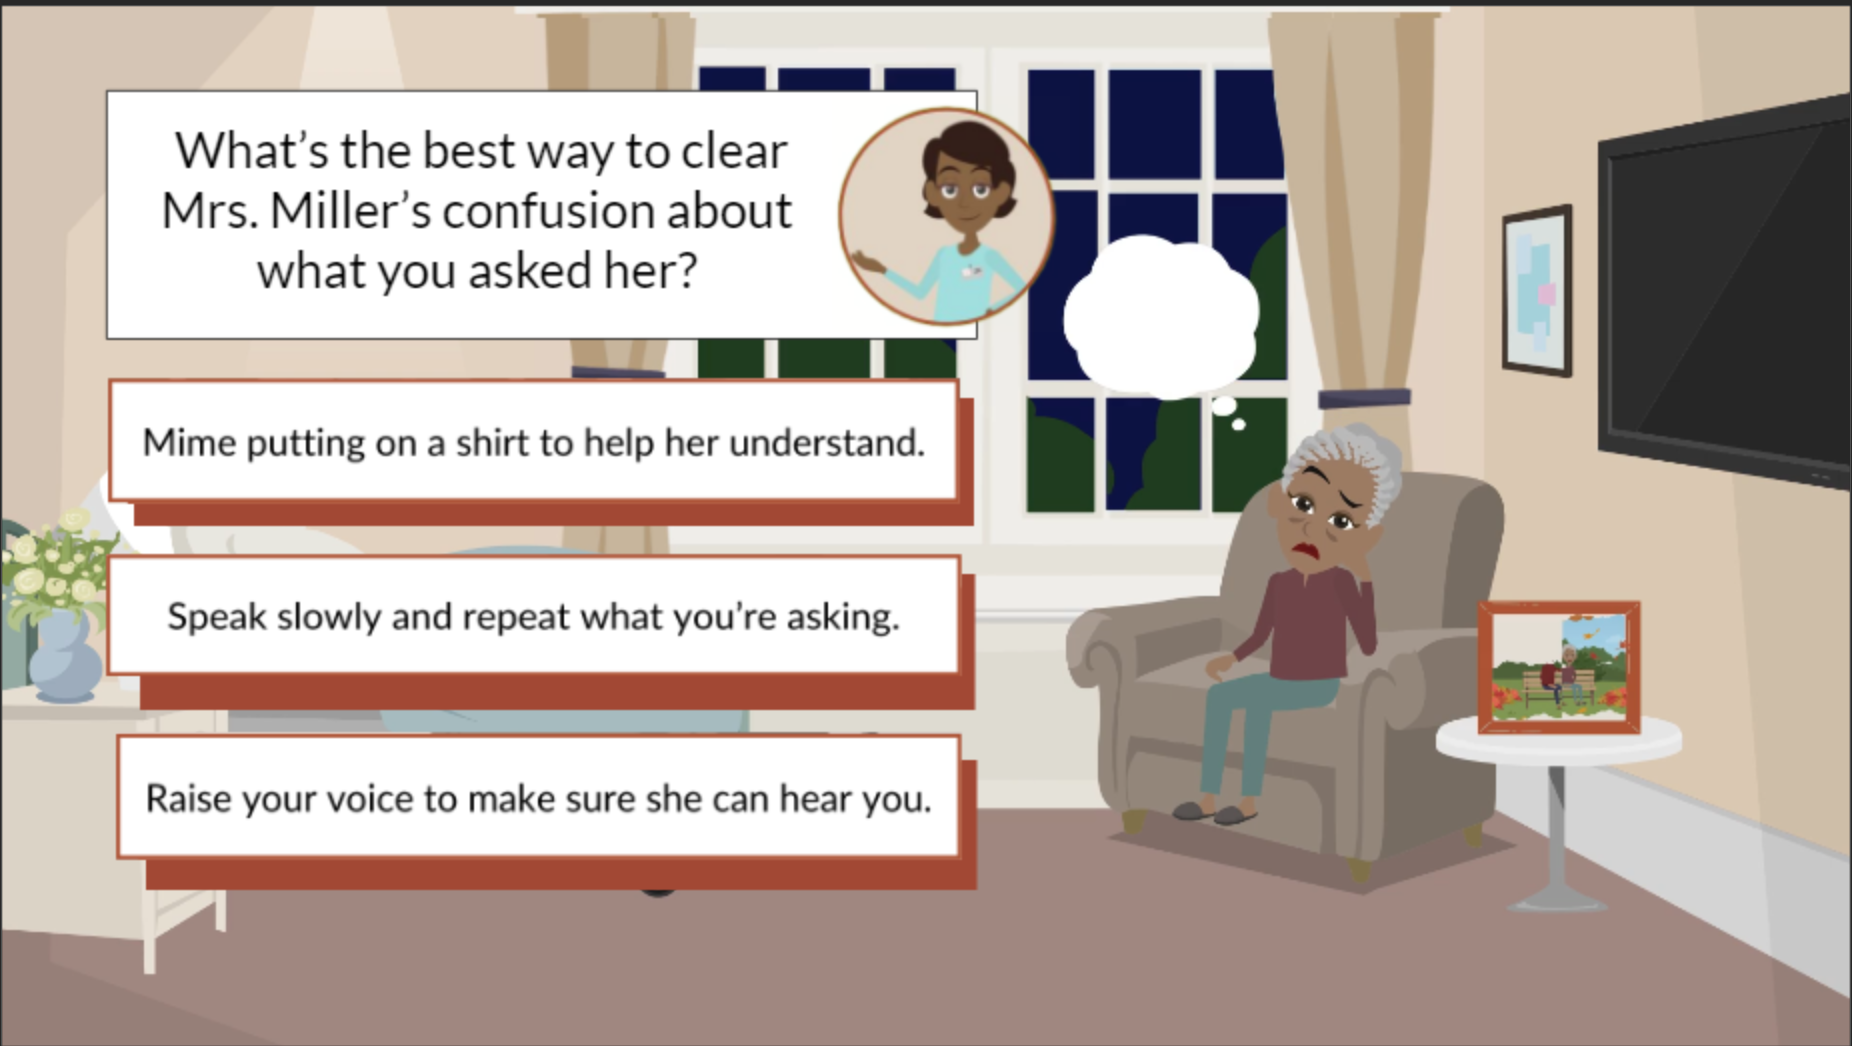 What’s the best way to clear
Mrs. Miller’s confusion about
what you asked her?
Mime putting on a shirt to help her understand.
Speak slowly and repeat what you’re asking.
Raise your voice to make sure she can hear you.